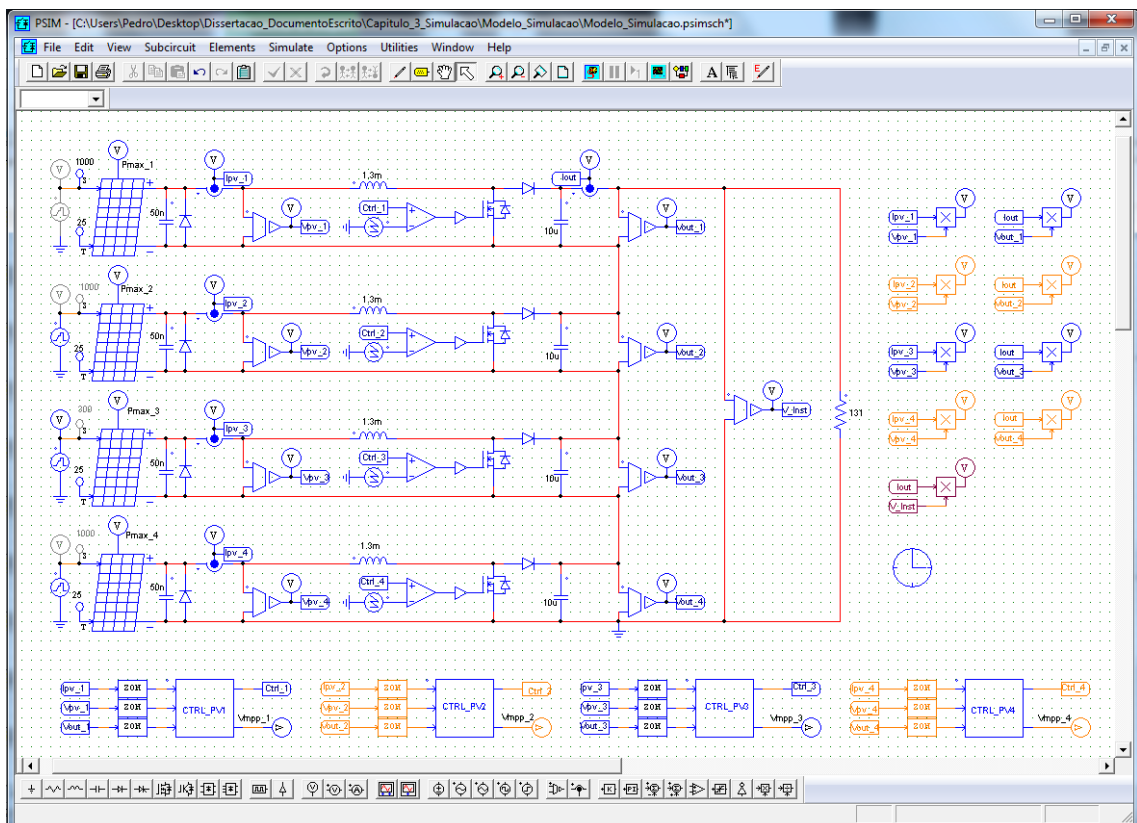 PSIM - [C:\Users\Pedro\Desktop\Dissertacao_DocumentoEscrito\Capitulo_3_Simulacao\Modelo_Simulacao\Modelo_Simulacao.psimsch*]
File Edit View Subcircuit Elements Simulate Options Utilities Window Help
V 1000 S V Pmax_1 V Ipv_1 1.3m Iout V
25 T 50n Vpv_1 V Ctrl_1 10u Vout_1 V
V 1000 S V Pmax_2 V Ipv_2 1.3m
25 T 50n Vpv_2 V Ctrl_2 10u Vout_2 V
300 S V Pmax_3 V Ipv_3 1.3m
25 T 50n Vpv_3 V Ctrl_3 10u Vout_3 V
V 1000 S V Pmax_4 V Ipv_4 1.3m
25 T 50n Vpv_4 V Ctrl_4 10u Vout_4 V
V V_Inst 131
Ipv_1 V Iout V
Vpv_1 Vout_1
Ipv_2 V Iout V
Vpv_2 Vout_2
Ipv_3 V Iout V
Vpv_3 Vout_3
Ipv_4 V Iout V
Vpv_4 Vout_4
Iout V
V_Inst
Ipv_1 ZOH Ctrl_1 Ipv_2 ZOH Ctrl_2 Ipv_3 ZOH Ctrl_3 Ipv_4 ZOH Ctrl_4
Vpv_1 ZOH CTRL_PV1 Vpv_2 ZOH CTRL_PV2 Vpv_3 ZOH CTRL_PV3 Vpv_4 ZOH CTRL_PV4
Vout_1 ZOH Vmpp_1 Vout_2 ZOH Vmpp_2 Vout_3 ZOH Vmpp_3 Vout_4 ZOH Vmpp_4